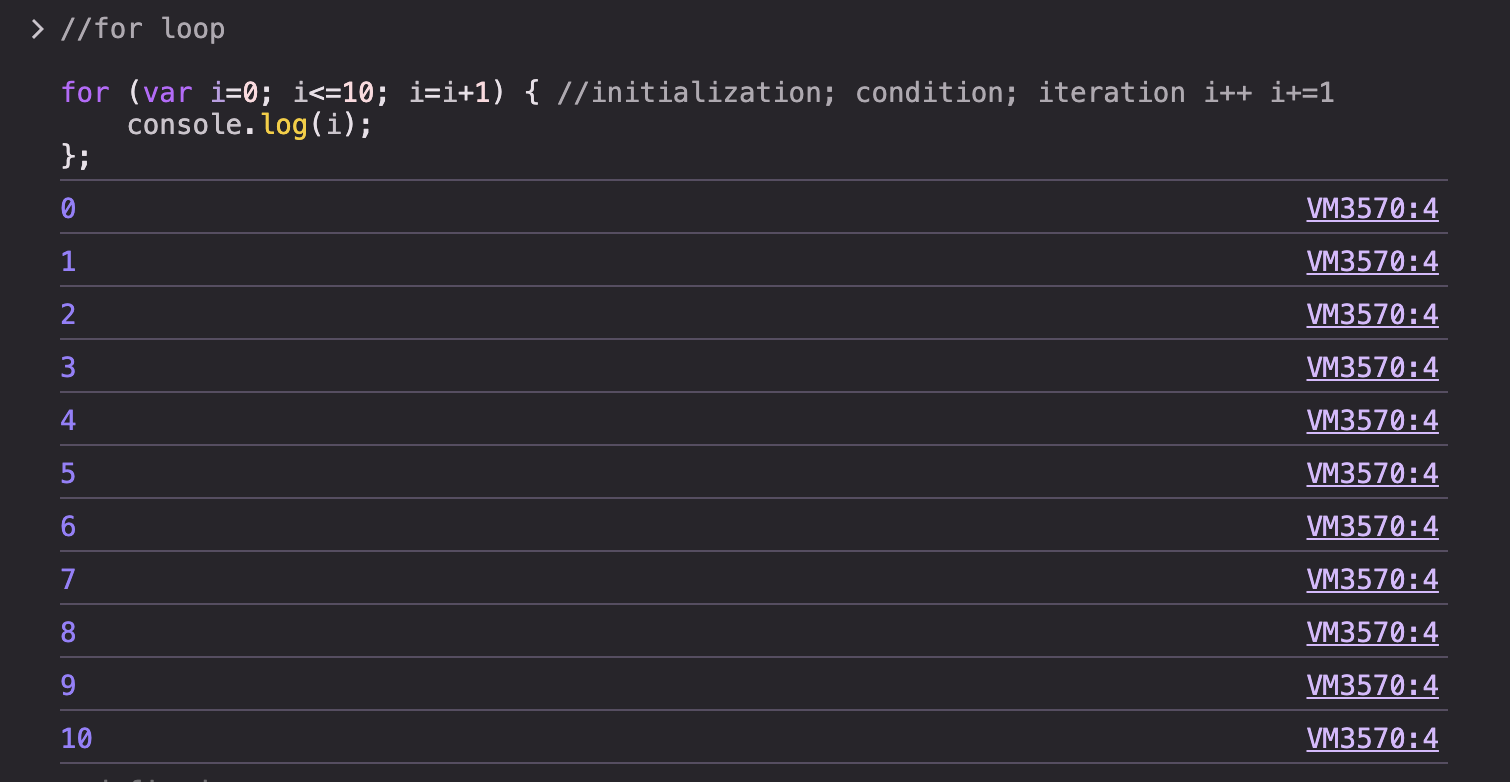 > //for loop
for (var i=0; i<=10; i=i+1) { //initialization; condition; iteration i++ i+=1
    console.log(i);
};
0 VM3570:4
1 VM3570:4
2 VM3570:4
3 VM3570:4
4 VM3570:4
5 VM3570:4
6 VM3570:4
7 VM3570:4
8 VM3570:4
9 VM3570:4
10 VM3570:4